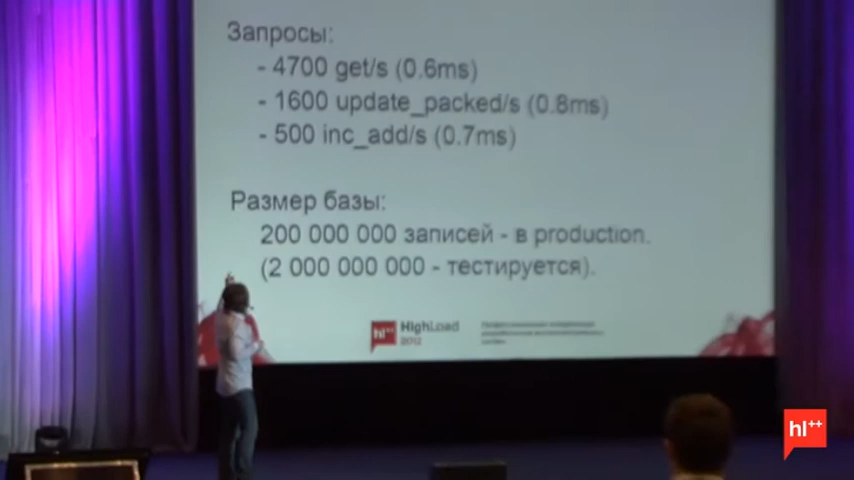 Запросы:
- 4700 get/s (0.6ms)
- 1600 update_packed/s (0.8ms)
- 500 inc_add/s (0.7ms)
Размер базы:
200 000 000 записей - в production.
(2 000 000 000 - тестируется).
hl++
HighLoad
2012
hl++